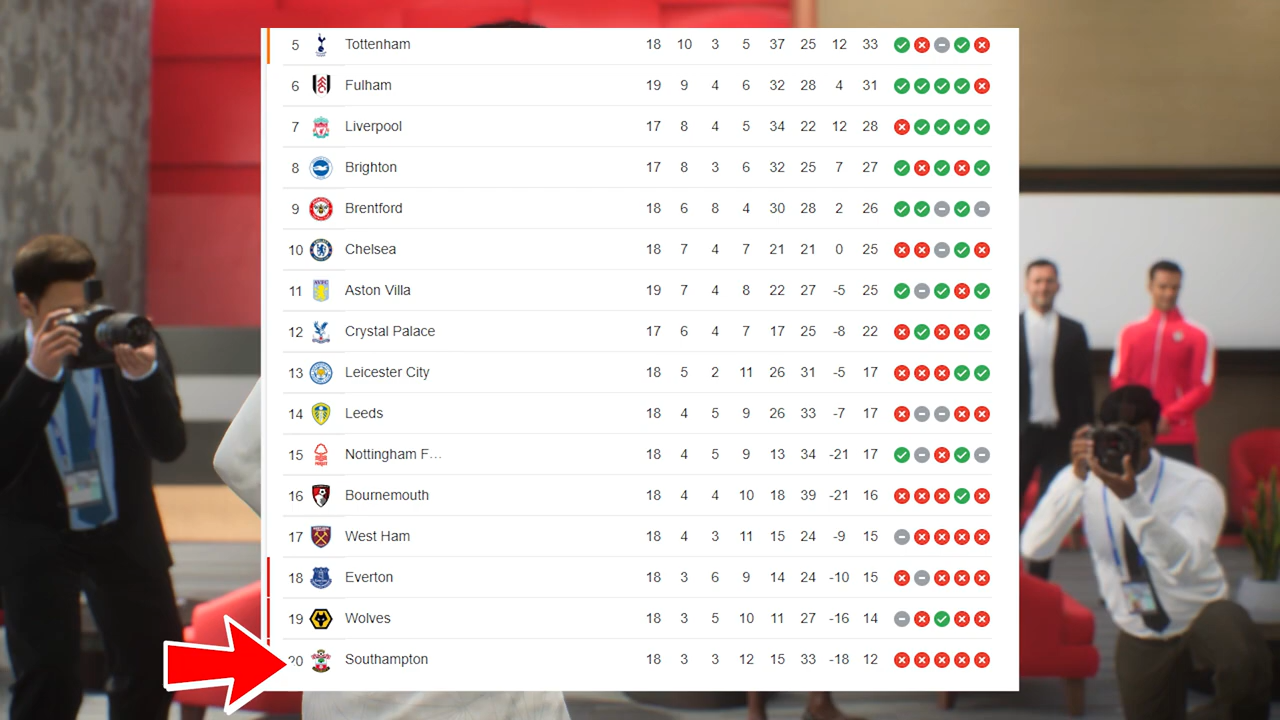 5 Tottenham 18 10 3 5 37 25 12 33
6 Fulham 19 9 4 6 32 28 4 31
7 Liverpool 17 8 4 5 34 22 12 28
8 Brighton 17 8 3 6 32 25 7 27
9 Brentford 18 6 8 4 30 28 2 26
10 Chelsea 18 7 4 7 21 21 0 25
11 Aston Villa 19 7 4 8 22 27 -5 25
12 Crystal Palace 17 6 4 7 17 25 -8 22
13 Leicester City 18 5 2 11 26 31 -5 17
14 Leeds 18 4 5 9 26 33 -7 17
15 Nottingham F... 18 4 5 9 13 34 -21 17
16 Bournemouth 18 4 4 10 18 39 -21 16
17 West Ham 18 4 3 11 15 24 -9 15
18 Everton 18 3 6 9 14 24 -10 15
19 Wolves 18 3 5 10 11 27 -16 14
20 Southampton 18 3 3 12 15 33 -18 12